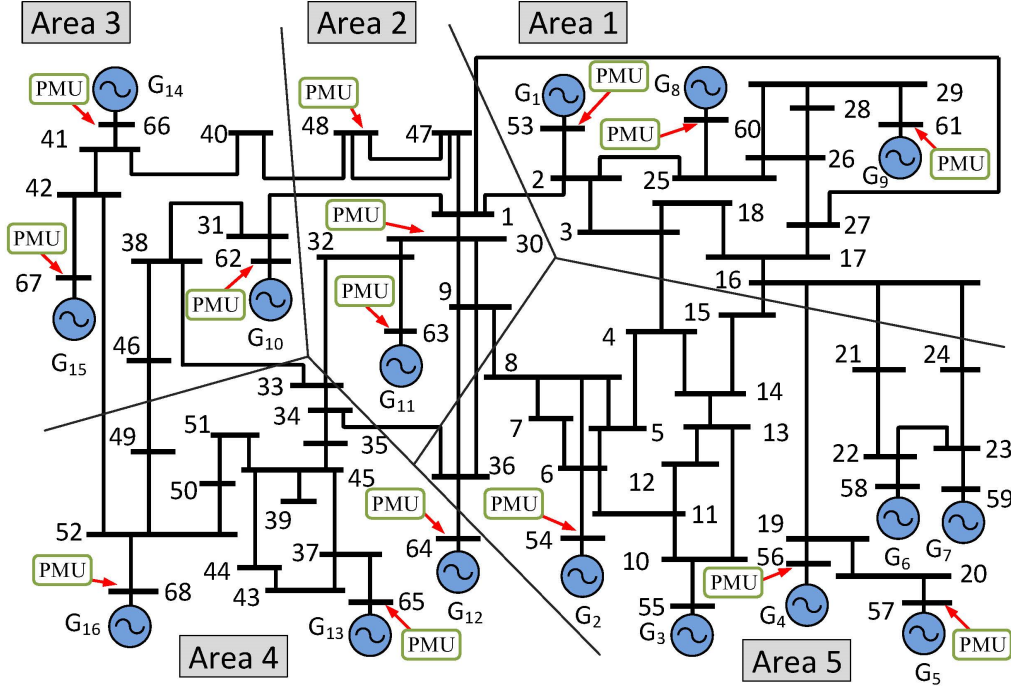 Area 3
Area 2
Area 1
PMU
G14
66
41
40
PMU
48
47
G1
PMU
53
G8
PMU
60
28
29
61
PMU
G9
42
2
25
26
31
32
PMU
1
30
18
3
27
17
38
62
PMU
G10
16
PMU
67
G15
PMU
63
G11
9
15
4
46
8
21
24
33
34
35
14
7
5
13
51
49
6
12
22
23
50
45
36
39
58
59
PMU
64
G12
PMU
54
G2
11
19
G6
G7
52
37
10
56
PMU
G4
20
PMU
68
G16
44
43
65
G13
PMU
55
G3
57
PMU
G5
Area 4
Area 5